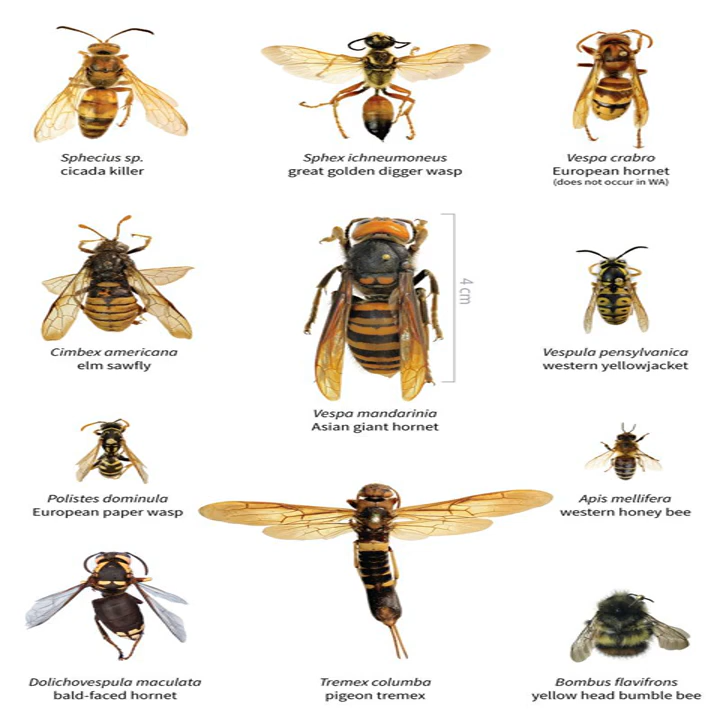 Sphecius sp.
cicada killer
Sphex ichneumoneus
great golden digger wasp
Vespa crabro
European hornet
(does not occur in WA)
Cimbex americana
elm sawfly
4 cm
Vespa mandarinia
Asian giant hornet
Vespula pensylvanica
western yellowjacket
Polistes dominula
European paper wasp
Apis mellifera
western honey bee
Dolichovespula maculata
bald-faced hornet
Tremex columba
pigeon tremex
Bombus flavifrons
yellow head bumble bee